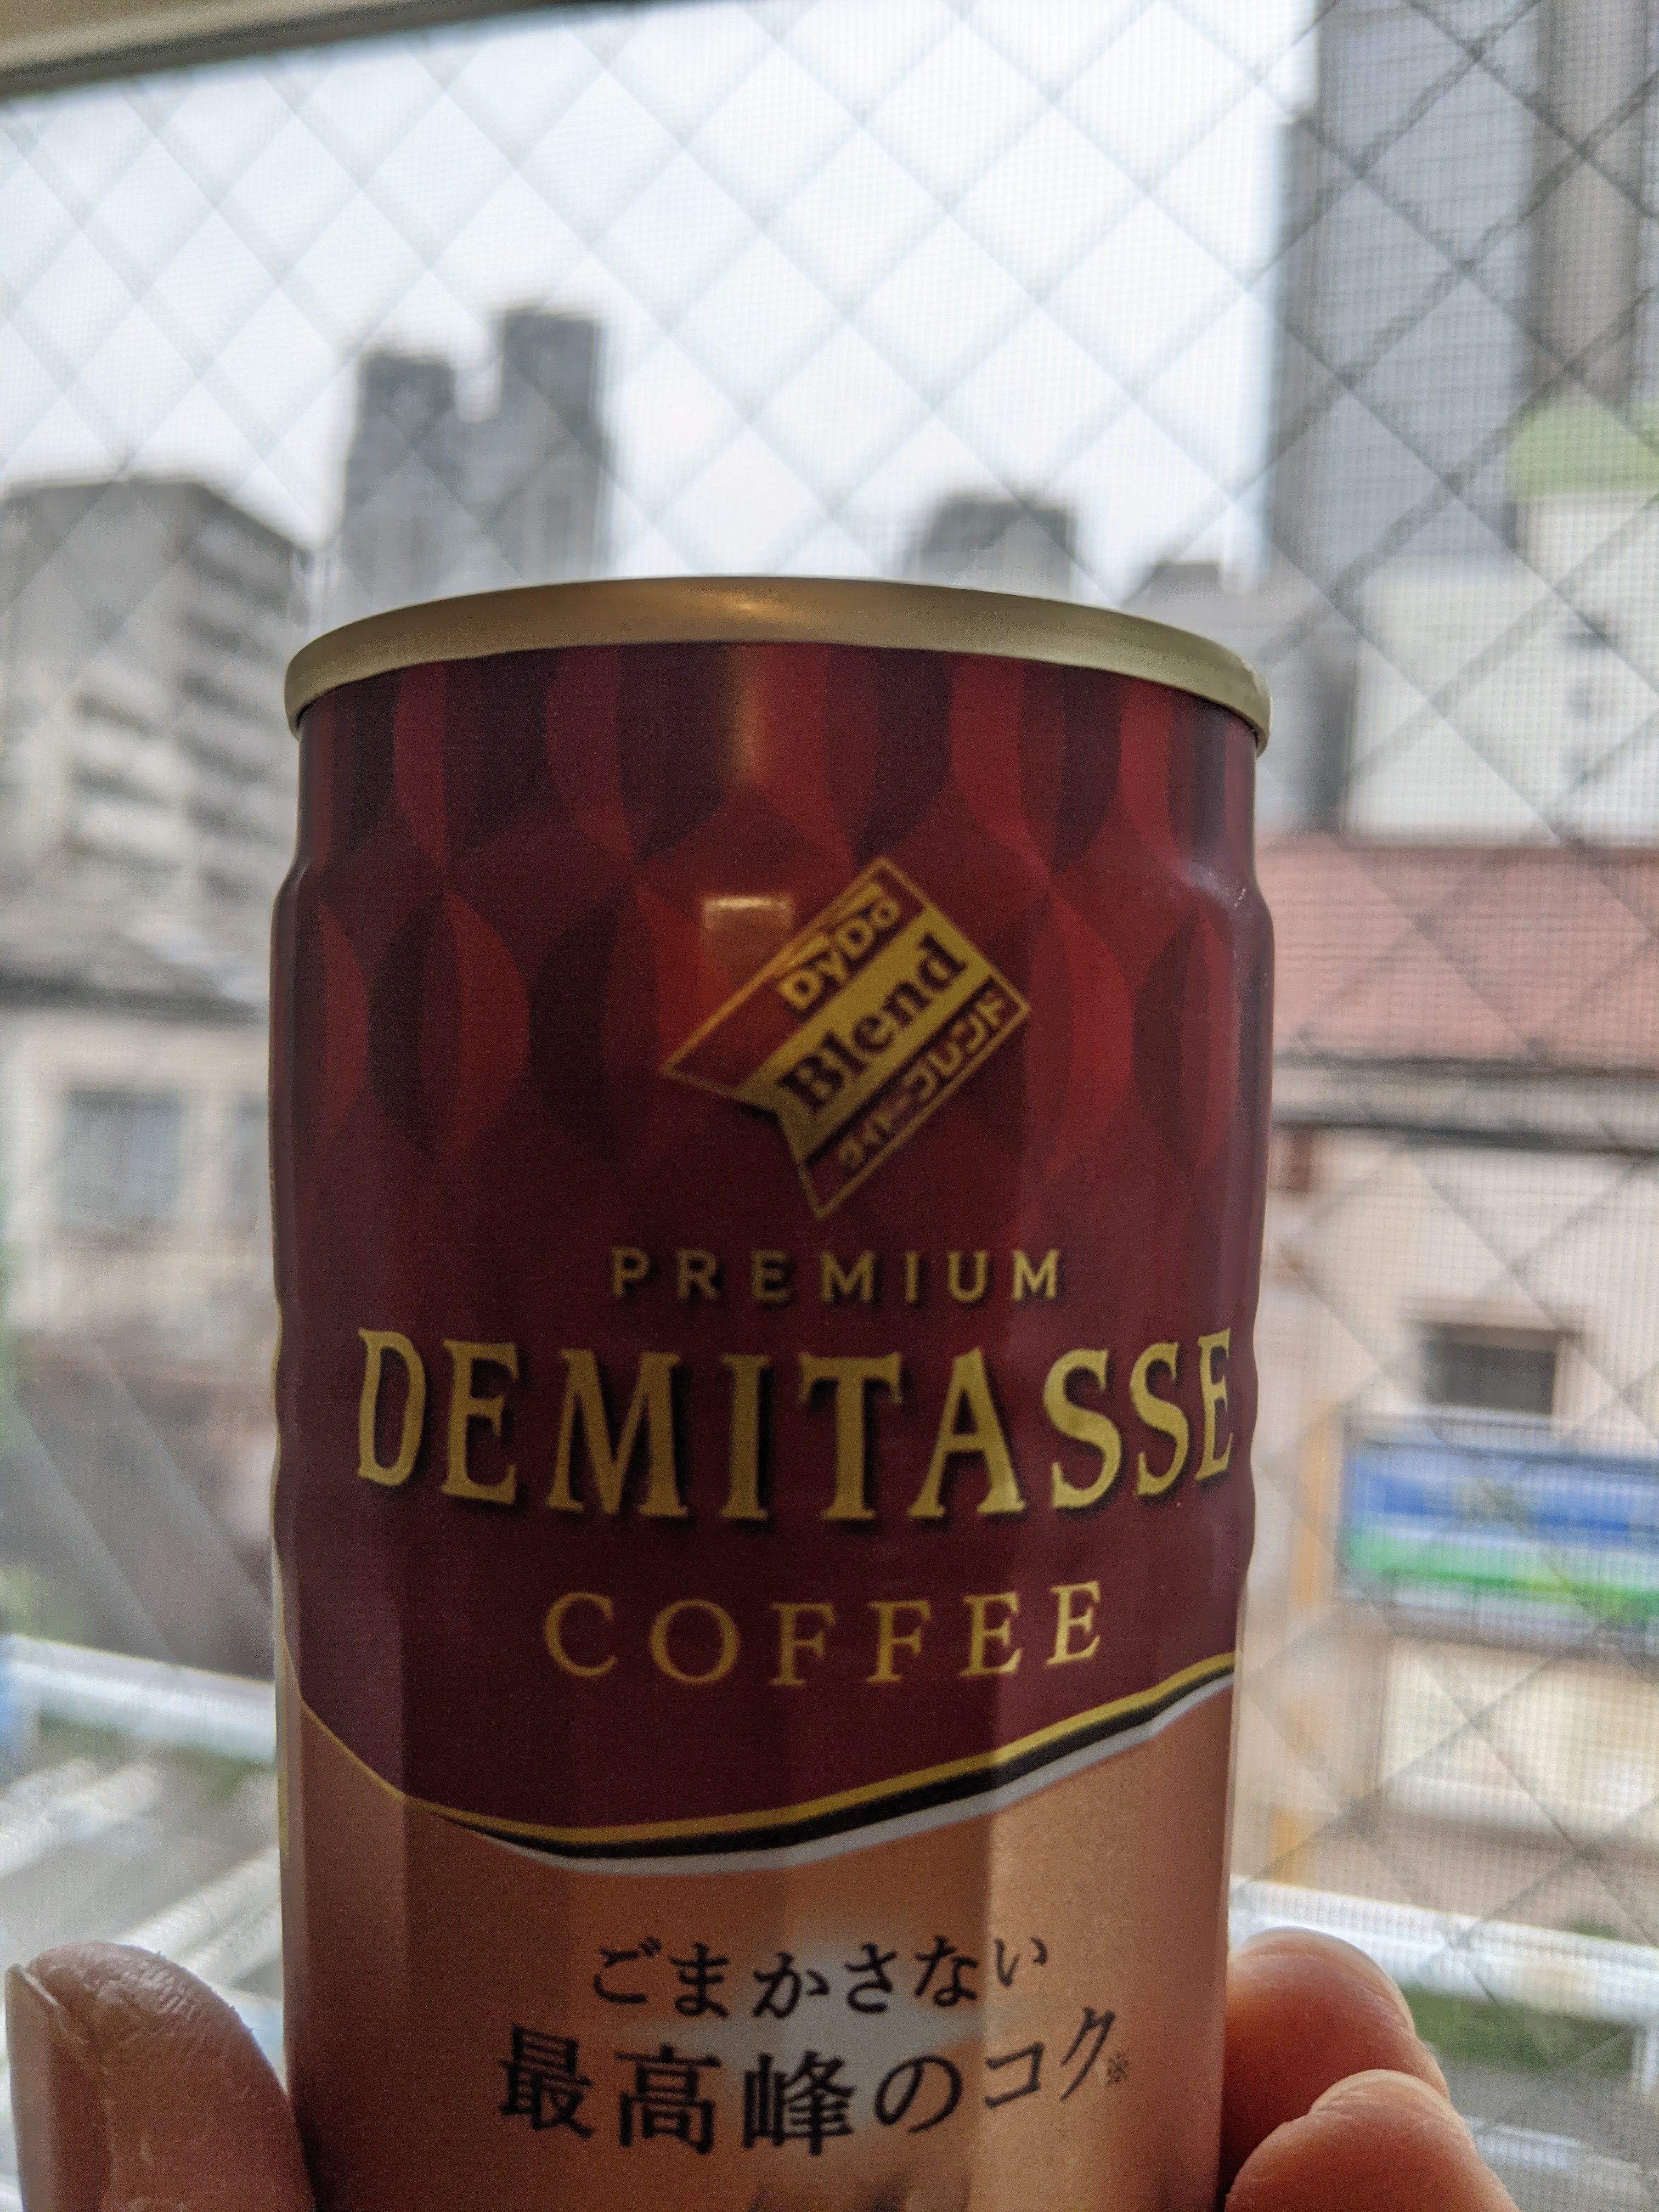 DyDo
Blend
ダイドーブレンド
PREMIUM
DEMITASSE
COFFEE
ごまかさない
最高峰のコク※